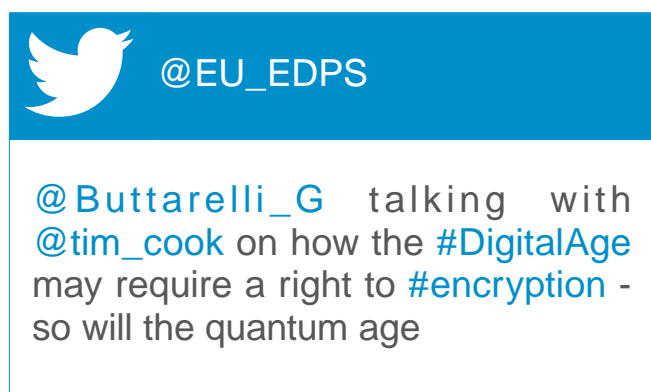 @EU_EDPS
@Buttarelli_G talking with
@tim_cook on how the #DigitalAge
may require a right to #encryption -
so will the quantum age